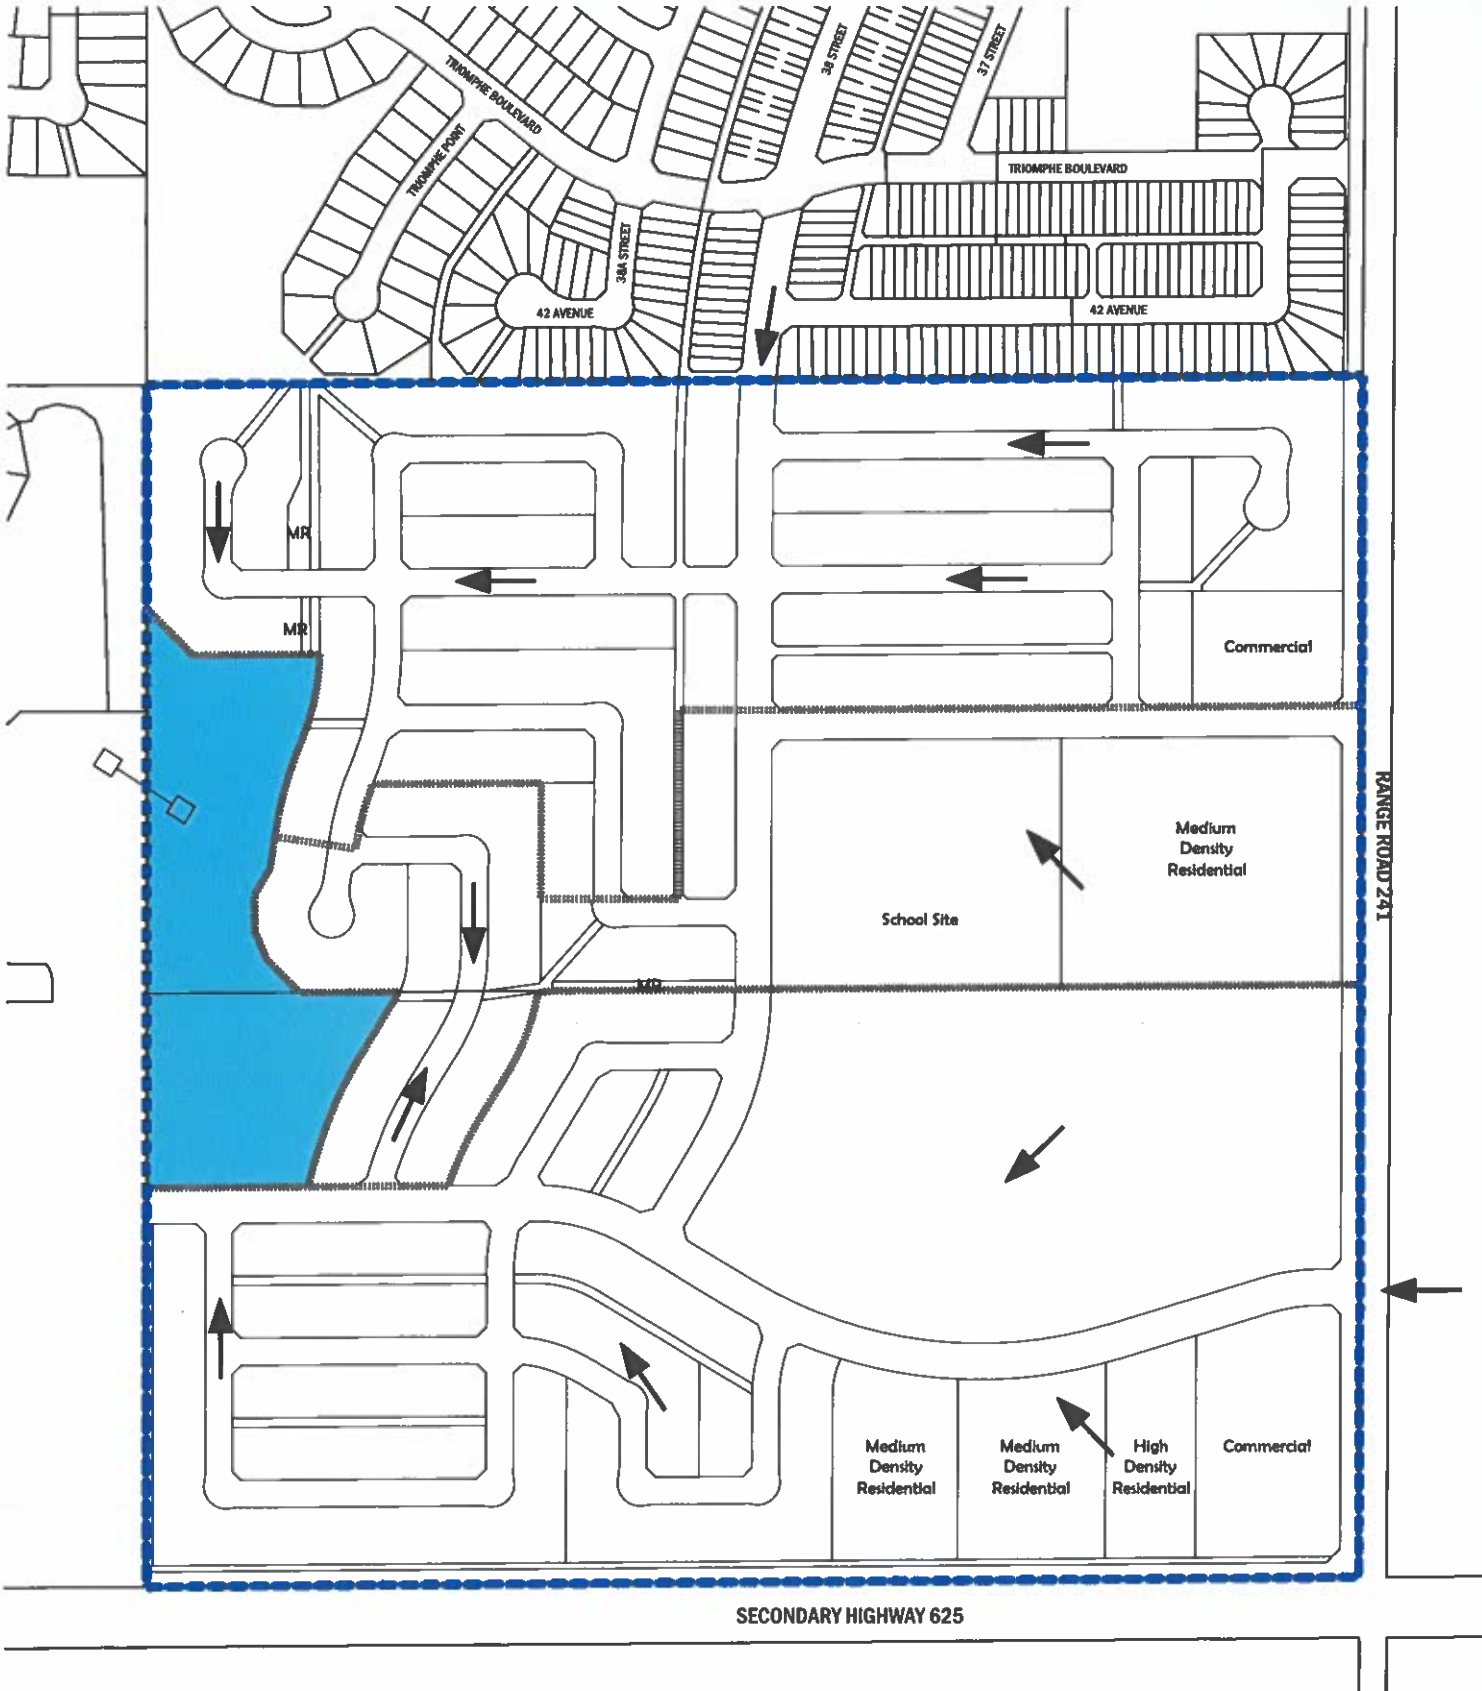 38 STREET
37 STREET
TRIOMPHE BOULEVARD
TRIOMPHE POINT
TRIOMPHE BOULEVARD
38A STREET
42 AVENUE
42 AVENUE
MR
MR
Commercial
RANGE ROAD 241
Medium
Density
Residential
School Site
MR
Medium
Density
Residential
Medium
Density
Residential
High
Density
Residential
Commercial
SECONDARY HIGHWAY 625